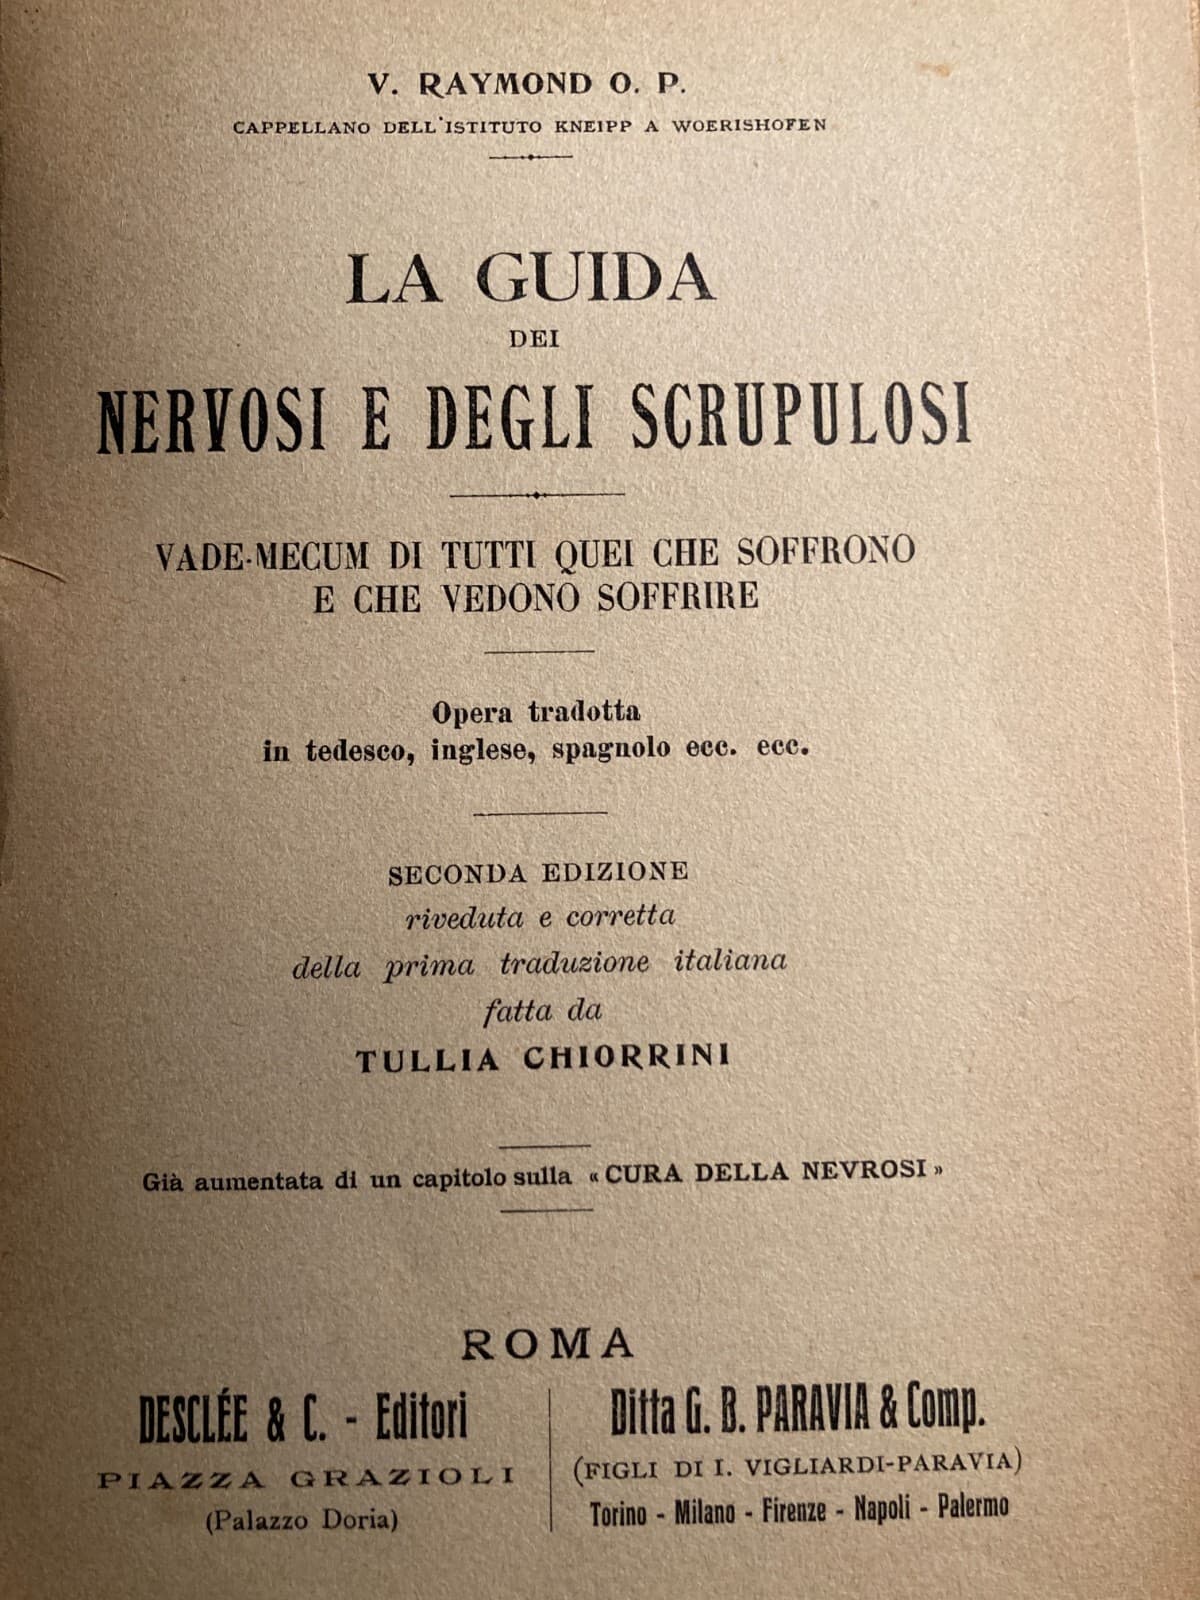 V. RAYMOND O. P.
CAPPELLANO DELL'ISTITUTO KNEIPP A WOERISHOFEN
LA GUIDA
DEI
NERVOSI E DEGLI SCRUPULOSI
VADE-MECUM DI TUTTI QUEI CHE SOFFRONO
E CHE VEDONO SOFFRIRE
Opera tradotta
in tedesco, inglese, spagnolo ecc. ecc.
SECONDA EDIZIONE
riveduta e corretta
della prima traduzione italiana
fatta da
TULLIA CHIORRINI
Già aumentata di un capitolo sulla « CURA DELLA NEVROSI »
ROMA
DESCLÉE & C. - Editori
PIAZZA GRAZIOLI
(Palazzo Doria)
Ditta G. B. PARAVIA & Comp.
(FIGLI DI I. VIGLIARDI-PARAVIA)
Torino - Milano - Firenze - Napoli - Palermo